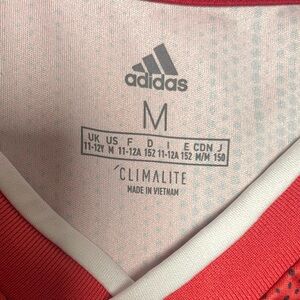 adidas
M
UK US F D I E CDN J
11-12Y M 11-12A 152 11-12A 152 M/M 150
CLIMALITE
MADE IN VIETNAM